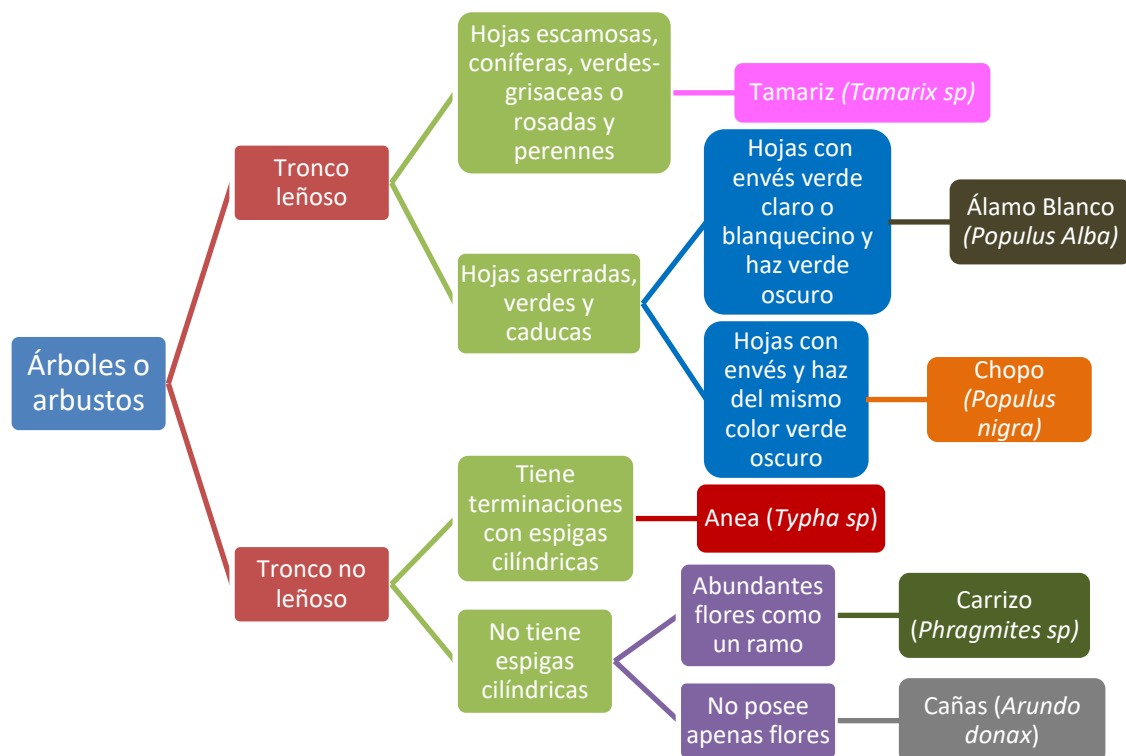 Árboles o
arbustos
Tronco
leñoso
Hojas escamosas,
coníferas, verdes-
grisaceas o
rosadas y
perennes
Tamariz (Tamarix sp)
Hojas aserradas,
verdes y
caducas
Hojas con
envés verde
claro o
blanquecino y
haz verde
oscuro
Álamo Blanco
(Populus Alba)
Hojas con
envés y haz
del mismo
color verde
oscuro
Chopo
(Populus
nigra)
Tronco no
leñoso
Tiene
terminaciones
con espigas
cilíndricas
Anea (Typha sp)
No tiene
espigas
cilíndricas
Abundantes
flores como
un ramo
Carrizo
(Phragmites sp)
No posee
apenas flores
Cañas (Arundo
donax)